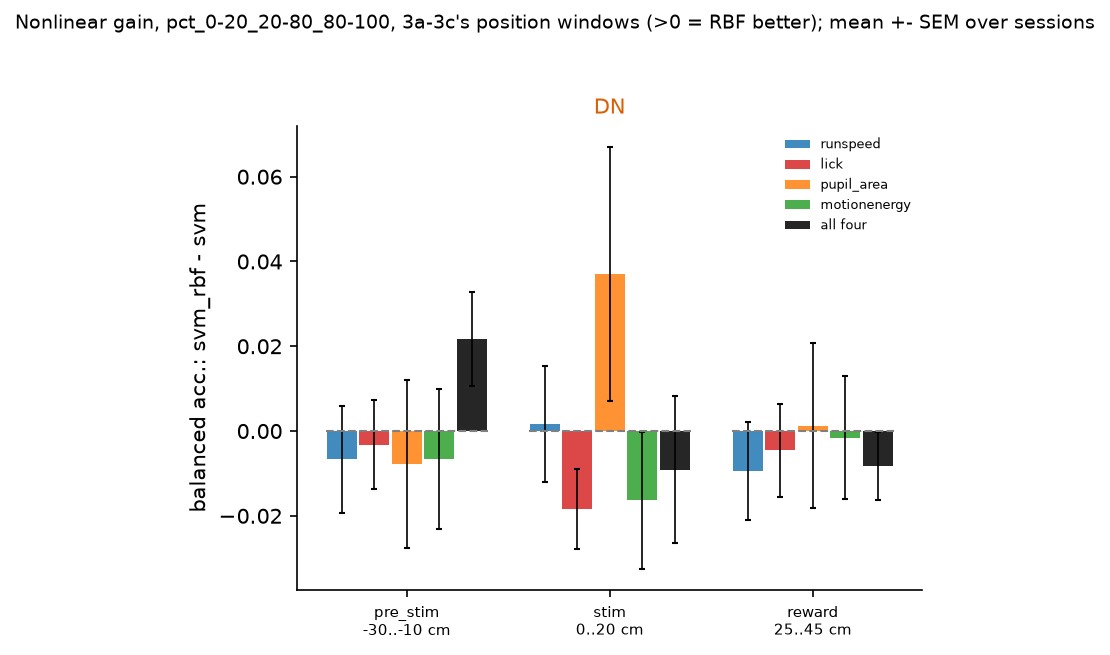 Nonlinear gain, pct_0-20_20-80_80-100, 3a-3c's position windows (>0 = RBF better); mean +- SEM over sessions
DN
runspeed
lick
pupil_area
motionenergy
all four
balanced acc.: svm_rbf - svm
0.06
0.04
0.02
0.00
−0.02
pre_stim
-30..-10 cm
stim
0..20 cm
reward
25..45 cm